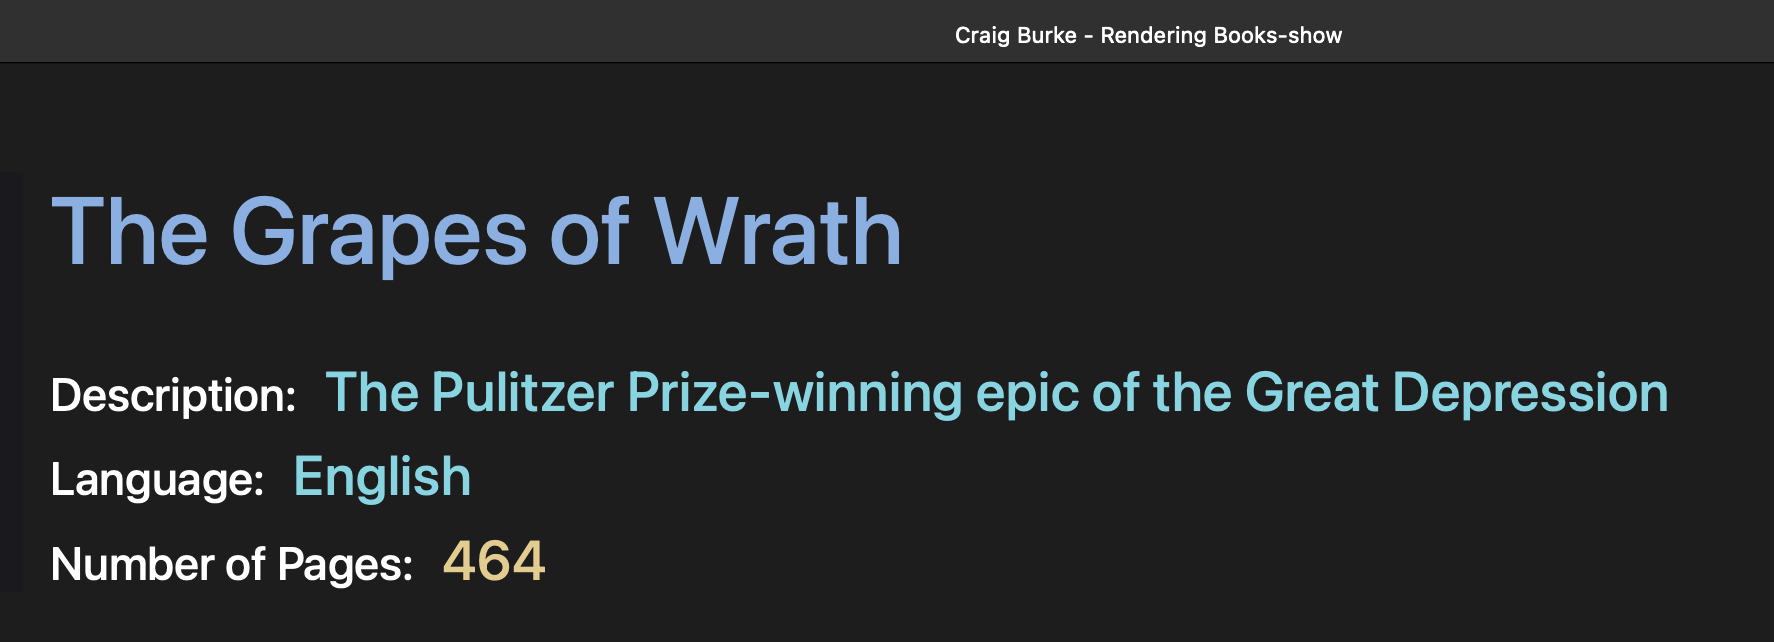 Craig Burke - Rendering Books-show
The Grapes of Wrath
Description: The Pulitzer Prize-winning epic of the Great Depression
Language: English
Number of Pages: 464